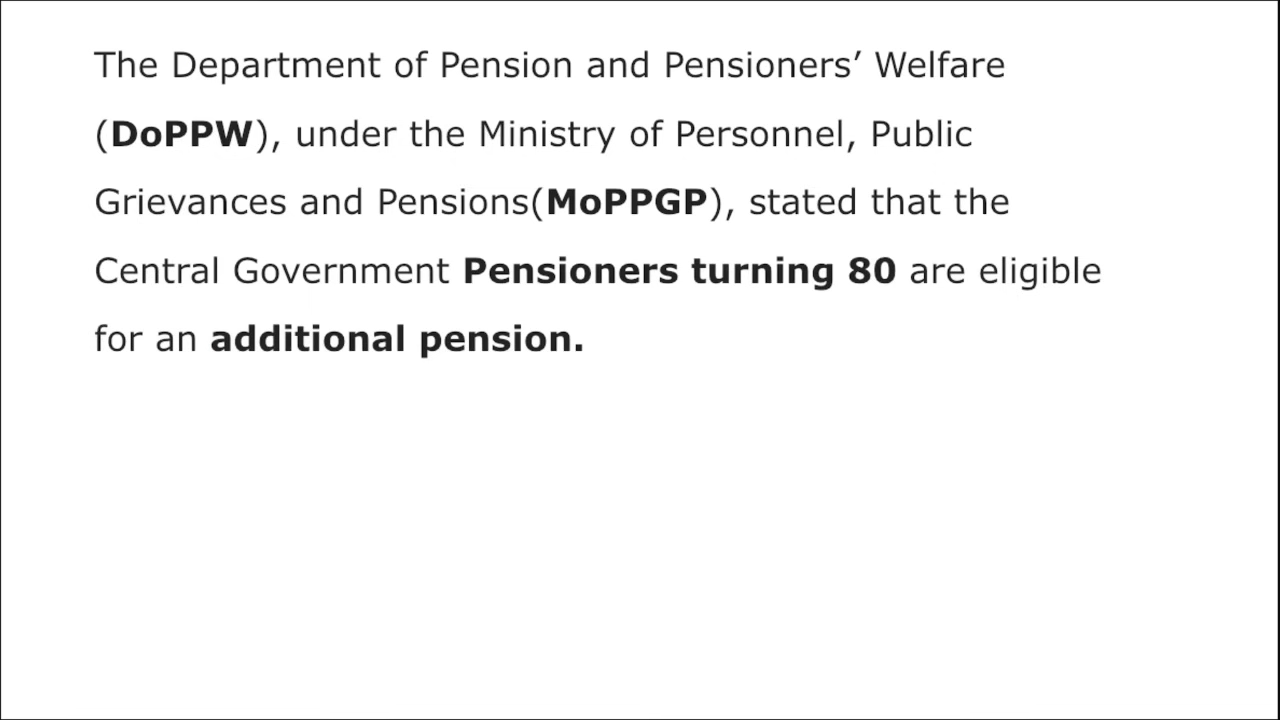 The Department of Pension and Pensioners’ Welfare
(DoPPW), under the Ministry of Personnel, Public
Grievances and Pensions(MoPPGP), stated that the
Central Government Pensioners turning 80 are eligible
for an additional pension.